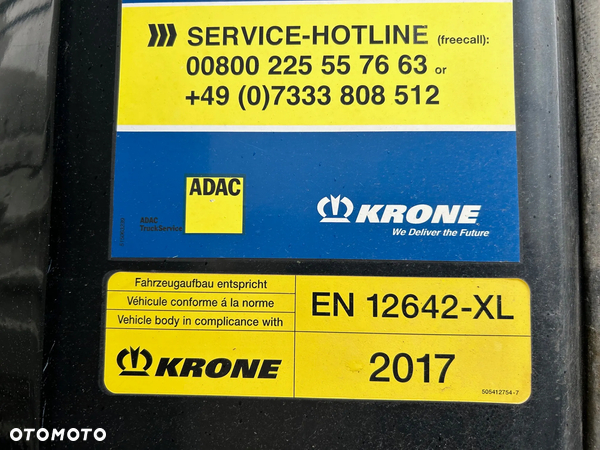 SERVICE-HOTLINE (freecall):
00800 225 55 76 63 or
+49 (0)7333 808 512
ADAC
ADAC
TruckService
KRONE
We Deliver the Future
Fahrzeugaufbau entspricht
Véhicule conforme á la norme
Vehicle body in compliance with
EN 12642-XL
KRONE
2017
505412754-7
OTOMOTO